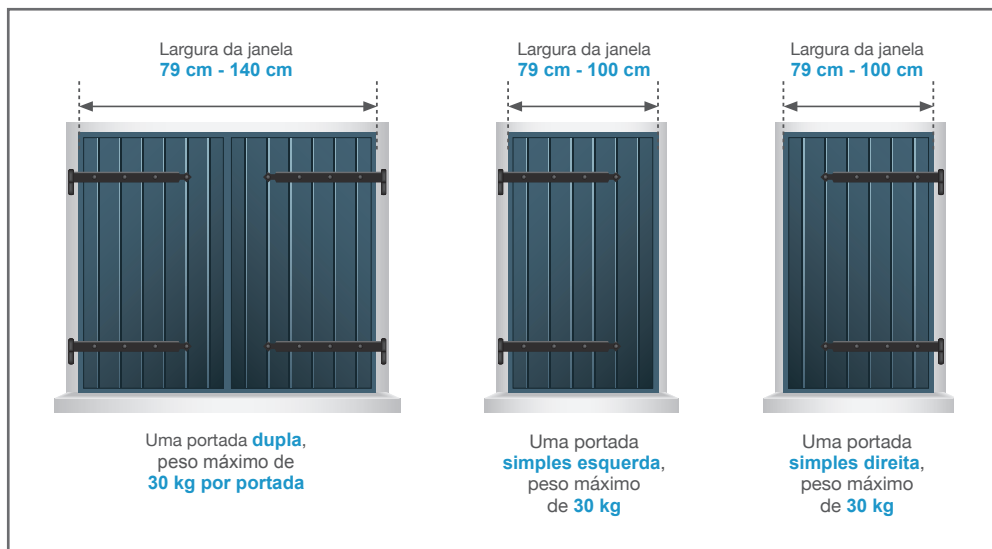 Largura da janela
79 cm - 140 cm
Largura da janela
79 cm - 100 cm
Largura da janela
79 cm - 100 cm
Uma portada dupla,
peso máximo de
30 kg por portada
Uma portada
simples esquerda,
peso máximo
de 30 kg
Uma portada
simples direita,
peso máximo
de 30 kg